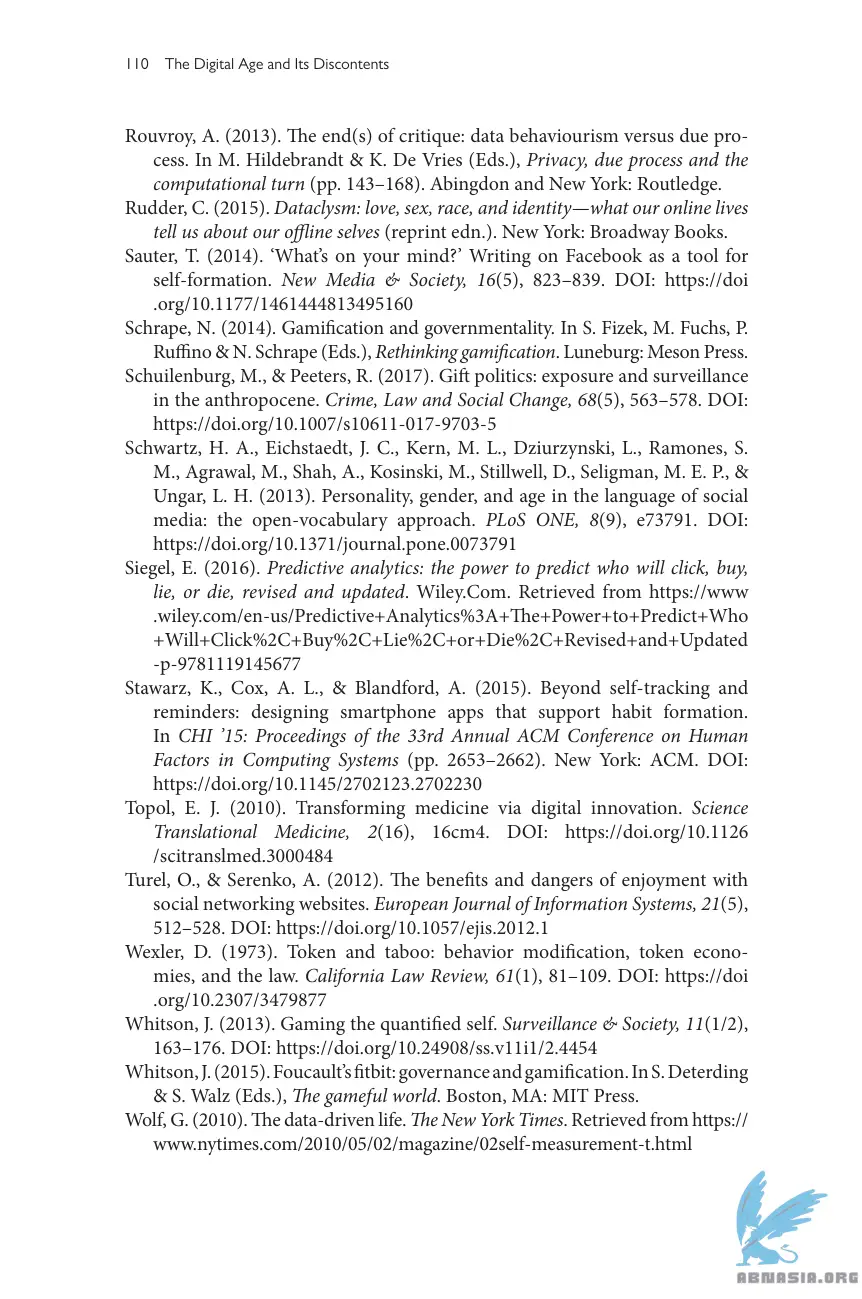 110 The Digital Age and Its Discontents
Rouvroy, A. (2013). The end(s) of critique: data behaviourism versus due pro-
cess. In M. Hildebrandt & K. De Vries (Eds.), Privacy, due process and the
computational turn (pp. 143–168). Abingdon and New York: Routledge.
Rudder, C. (2015). Dataclysm: love, sex, race, and identity—what our online lives
tell us about our offline selves (reprint edn.). New York: Broadway Books.
Sauter, T. (2014). ‘What’s on your mind?’ Writing on Facebook as a tool for
self-formation. New Media & Society, 16(5), 823–839. DOI: https://doi
.org/10.1177/1461444813495160
Schrape, N. (2014). Gamification and governmentality. In S. Fizek, M. Fuchs, P.
Ruffino & N. Schrape (Eds.), Rethinking gamification. Luneburg: Meson Press.
Schuilenburg, M., & Peeters, R. (2017). Gift politics: exposure and surveillance
in the anthropocene. Crime, Law and Social Change, 68(5), 563–578. DOI:
https://doi.org/10.1007/s10611-017-9703-5
Schwartz, H. A., Eichstaedt, J. C., Kern, M. L., Dziurzynski, L., Ramones, S.
M., Agrawal, M., Shah, A., Kosinski, M., Stillwell, D., Seligman, M. E. P., &
Ungar, L. H. (2013). Personality, gender, and age in the language of social
media: the open-vocabulary approach. PLoS ONE, 8(9), e73791. DOI:
https://doi.org/10.1371/journal.pone.0073791
Siegel, E. (2016). Predictive analytics: the power to predict who will click, buy,
lie, or die, revised and updated. Wiley.Com. Retrieved from https://www
.wiley.com/en-us/Predictive+Analytics%3A+The+Power+to+Predict+Who
+Will+Click%2C+Buy%2C+Lie%2C+or+Die%2C+Revised+and+Updated
-p-9781119145677
Stawarz, K., Cox, A. L., & Blandford, A. (2015). Beyond self-tracking and
reminders: designing smartphone apps that support habit formation.
In CHI ’15: Proceedings of the 33rd Annual ACM Conference on Human
Factors in Computing Systems (pp. 2653–2662). New York: ACM. DOI:
https://doi.org/10.1145/2702123.2702230
Topol, E. J. (2010). Transforming medicine via digital innovation. Science
Translational Medicine, 2(16), 16cm4. DOI: https://doi.org/10.1126
/scitranslmed.3000484
Turel, O., & Serenko, A. (2012). The benefits and dangers of enjoyment with
social networking websites. European Journal of Information Systems, 21(5),
512–528. DOI: https://doi.org/10.1057/ejis.2012.1
Wexler, D. (1973). Token and taboo: behavior modification, token econo-
mies, and the law. California Law Review, 61(1), 81–109. DOI: https://doi
.org/10.2307/3479877
Whitson, J. (2013). Gaming the quantified self. Surveillance & Society, 11(1/2),
163–176. DOI: https://doi.org/10.24908/ss.v11i1/2.4454
Whitson, J. (2015). Foucault’s fitbit: governance and gamification. In S. Deterding
& S. Walz (Eds.), The gameful world. Boston, MA: MIT Press.
Wolf, G. (2010). The data-driven life. The New York Times. Retrieved from https://
www.nytimes.com/2010/05/02/magazine/02self-measurement-t.html
ABNASIA.ORG